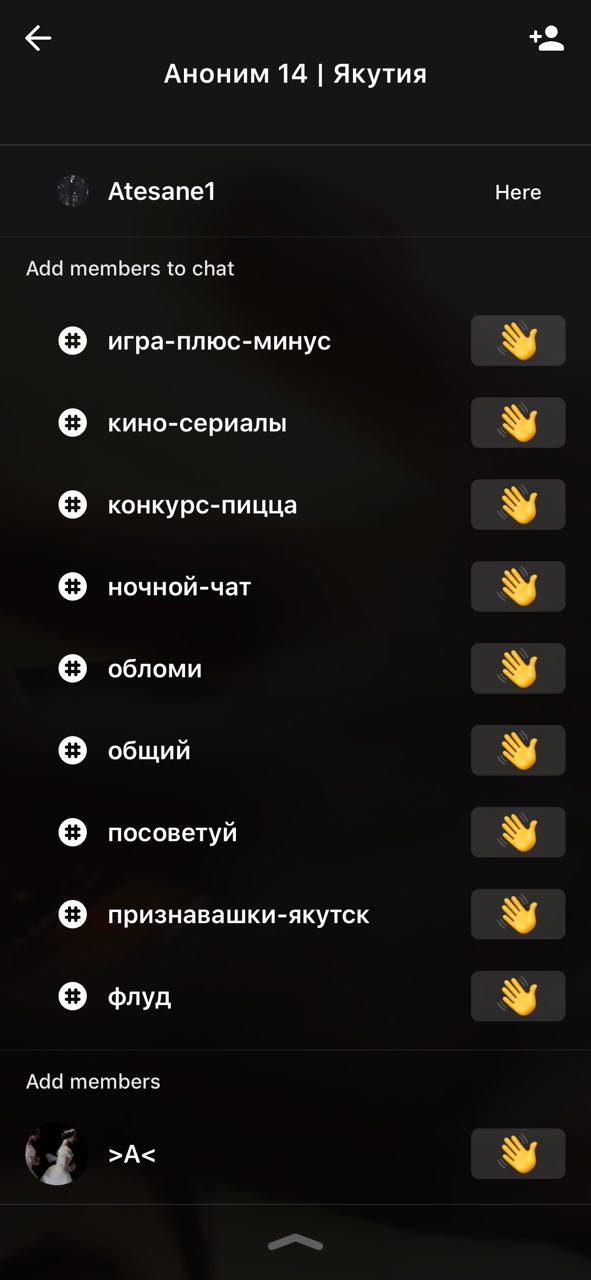 Аноним 14 | Якутия
Atesane1
Here
Add members to chat
игра-плюс-минус
кино-сериалы
конкурс-пицца
ночной-чат
обломи
общий
посоветуй
признавашки-якутск
флуд
Add members
>A<